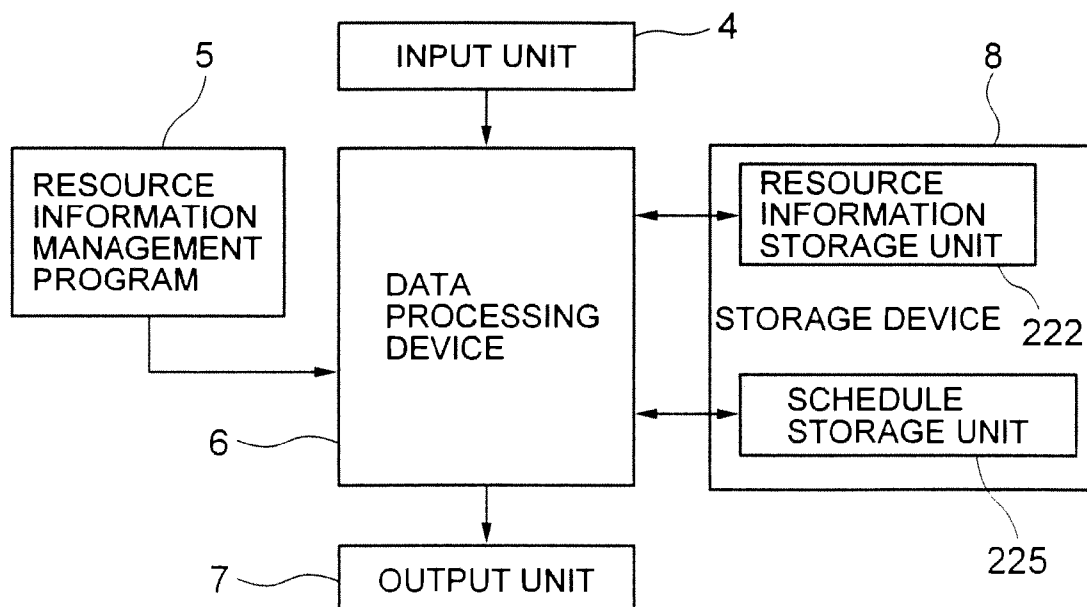 4
INPUT UNIT
5
RESOURCE
INFORMATION
MANAGEMENT
PROGRAM
DATA
PROCESSING
DEVICE
6
8
RESOURCE
INFORMATION
STORAGE UNIT
STORAGE DEVICE
222
SCHEDULE
STORAGE UNIT
225
7
OUTPUT UNIT